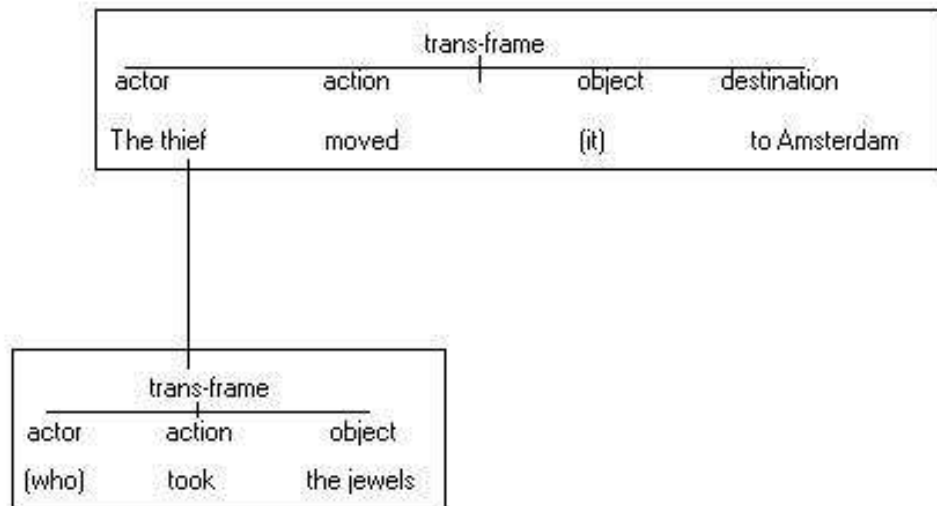 trans-frame
actor action object destination
The thief moved (it) to Amsterdam
trans-frame
actor action object
(who) took the jewels